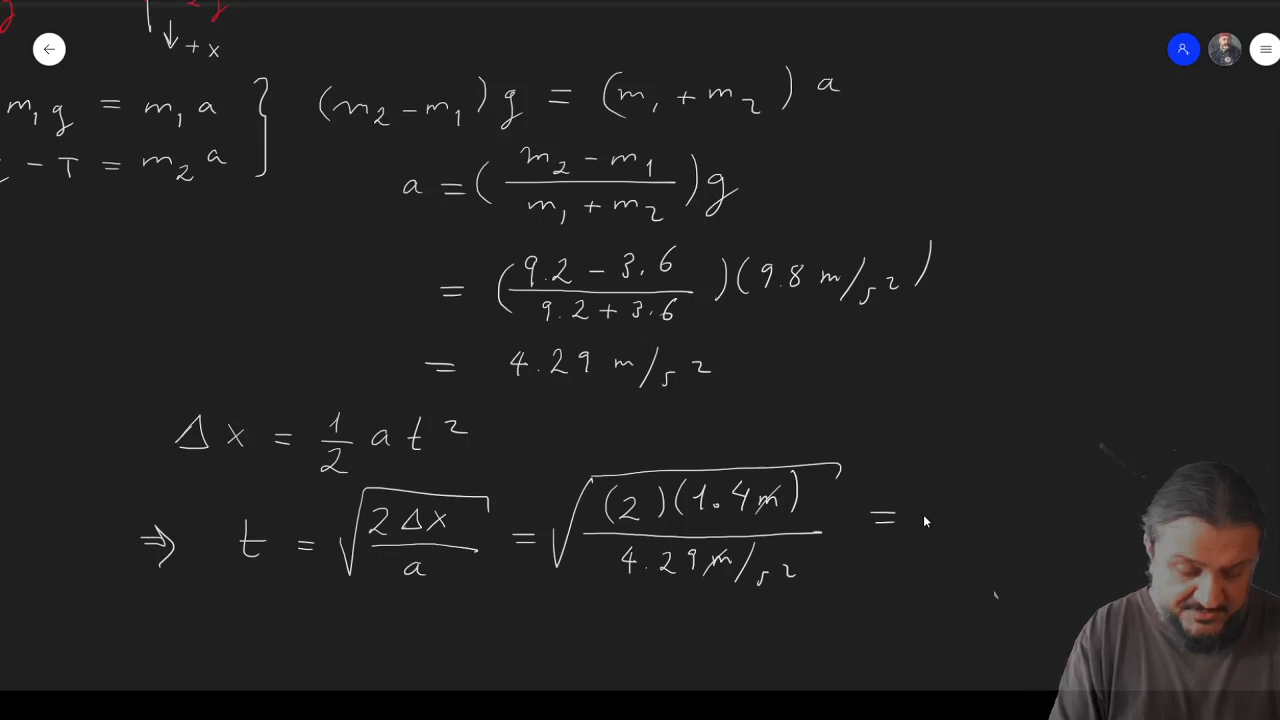 + x
m₁g = m₁a
- T = m₂a
(m₂ - m₁)g = (m₁ + m₂) a
a = ( m₂ - m₁ / m₁ + m₂ ) g
= ( 9.2 - 3.6 / 9.2 + 3.6 ) (9.8 m/s²)
= 4.29 m/s²
Δx = 1/2 a t²
⇒ t = √(2Δx / a) = √((2)(1.4m) / 4.29m/s²) =